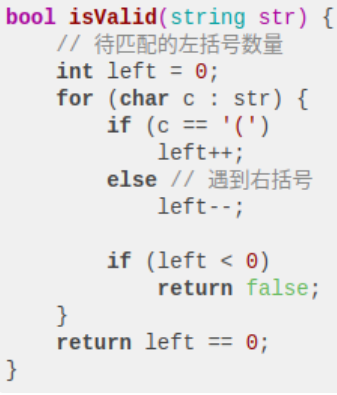 bool isValid(string str) {
    // 待匹配的左括号数量
    int left = 0;
    for (char c : str) {
        if (c == '(')
            left++;
        else // 遇到右括号
            left--;

        if (left < 0)
            return false;
    }
    return left == 0;
}